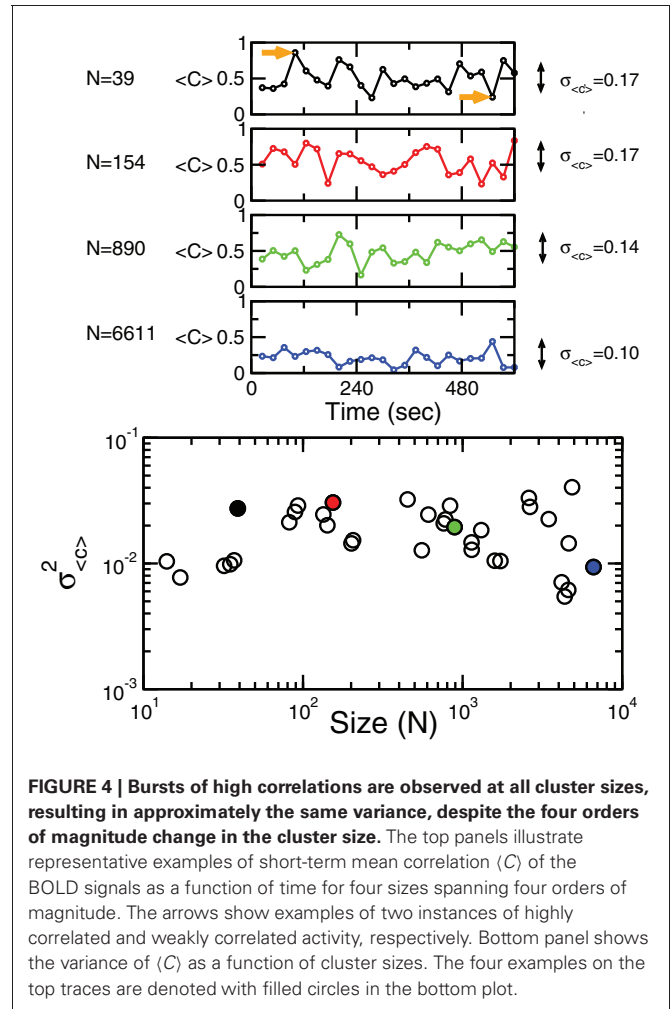 1
N=39 <C> 0.5 σ<c>=0.17
0
1
N=154 <C> 0.5 σ<c>=0.17
0
1
N=890 <C> 0.5 σ<c>=0.14
0
N=6611 <C> 0.5 σ<c>=0.10
0
0 240 480
Time (sec)
10-1
σ2<c> 10-2
10-3
101 102 103 104
Size (N)
FIGURE 4 | Bursts of high correlations are observed at all cluster sizes,
resulting in approximately the same variance, despite the four orders
of magnitude change in the cluster size. The top panels illustrate
representative examples of short-term mean correlation ⟨C⟩ of the
BOLD signals as a function of time for four sizes spanning four orders of
magnitude. The arrows show examples of two instances of highly
correlated and weakly correlated activity, respectively. Bottom panel shows
the variance of ⟨C⟩ as a function of cluster sizes. The four examples on the
top traces are denoted with filled circles in the bottom plot.